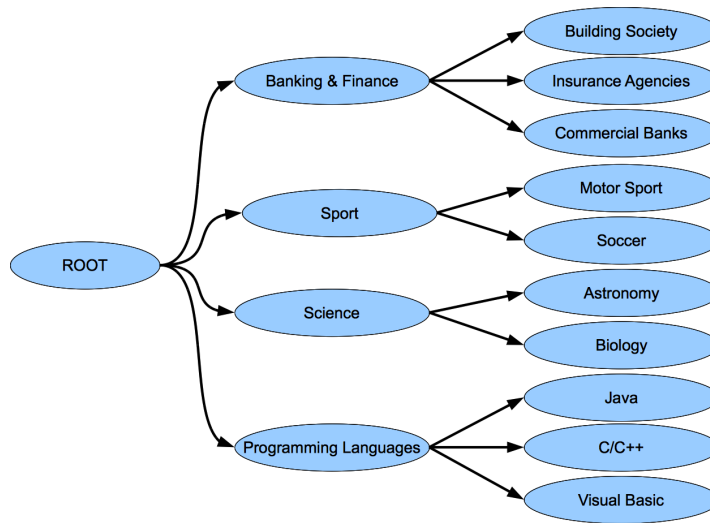 Building Society
Banking & Finance
Insurance Agencies
Commercial Banks
Motor Sport
Sport
Soccer
ROOT
Astronomy
Science
Biology
Java
Programming Languages
C/C++
Visual Basic